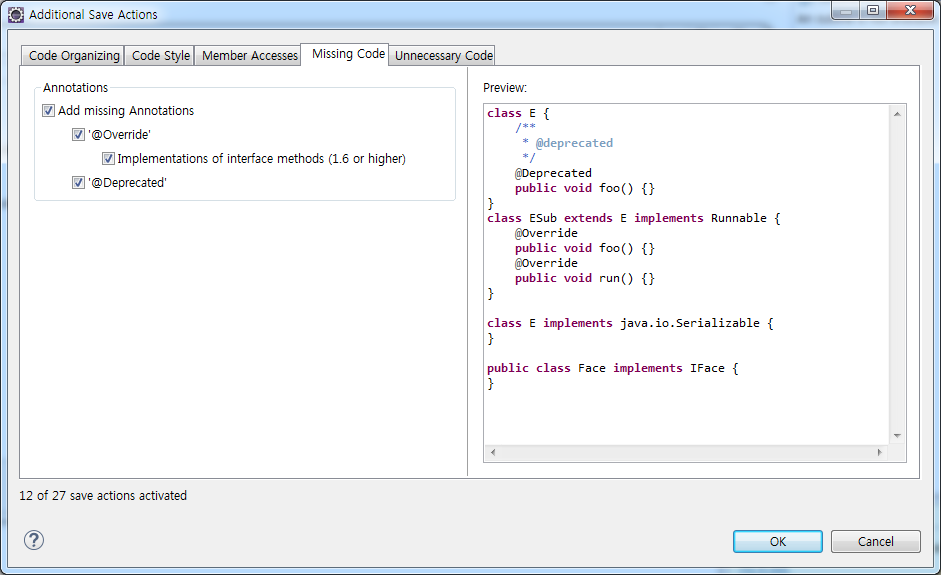 Additional Save Actions
Code Organizing Code Style Member Accesses Missing Code Unnecessary Code
Annotations
Add missing Annotations
'@Override'
Implementations of interface methods (1.6 or higher)
'@Deprecated'
Preview:
class E {
    /**
     * @deprecated
     */
    @Deprecated
    public void foo() {}
}
class ESub extends E implements Runnable {
    @Override
    public void foo() {}
    @Override
    public void run() {}
}
class E implements java.io.Serializable {
}
public class Face implements IFace {
}
12 of 27 save actions activated
?
OK Cancel